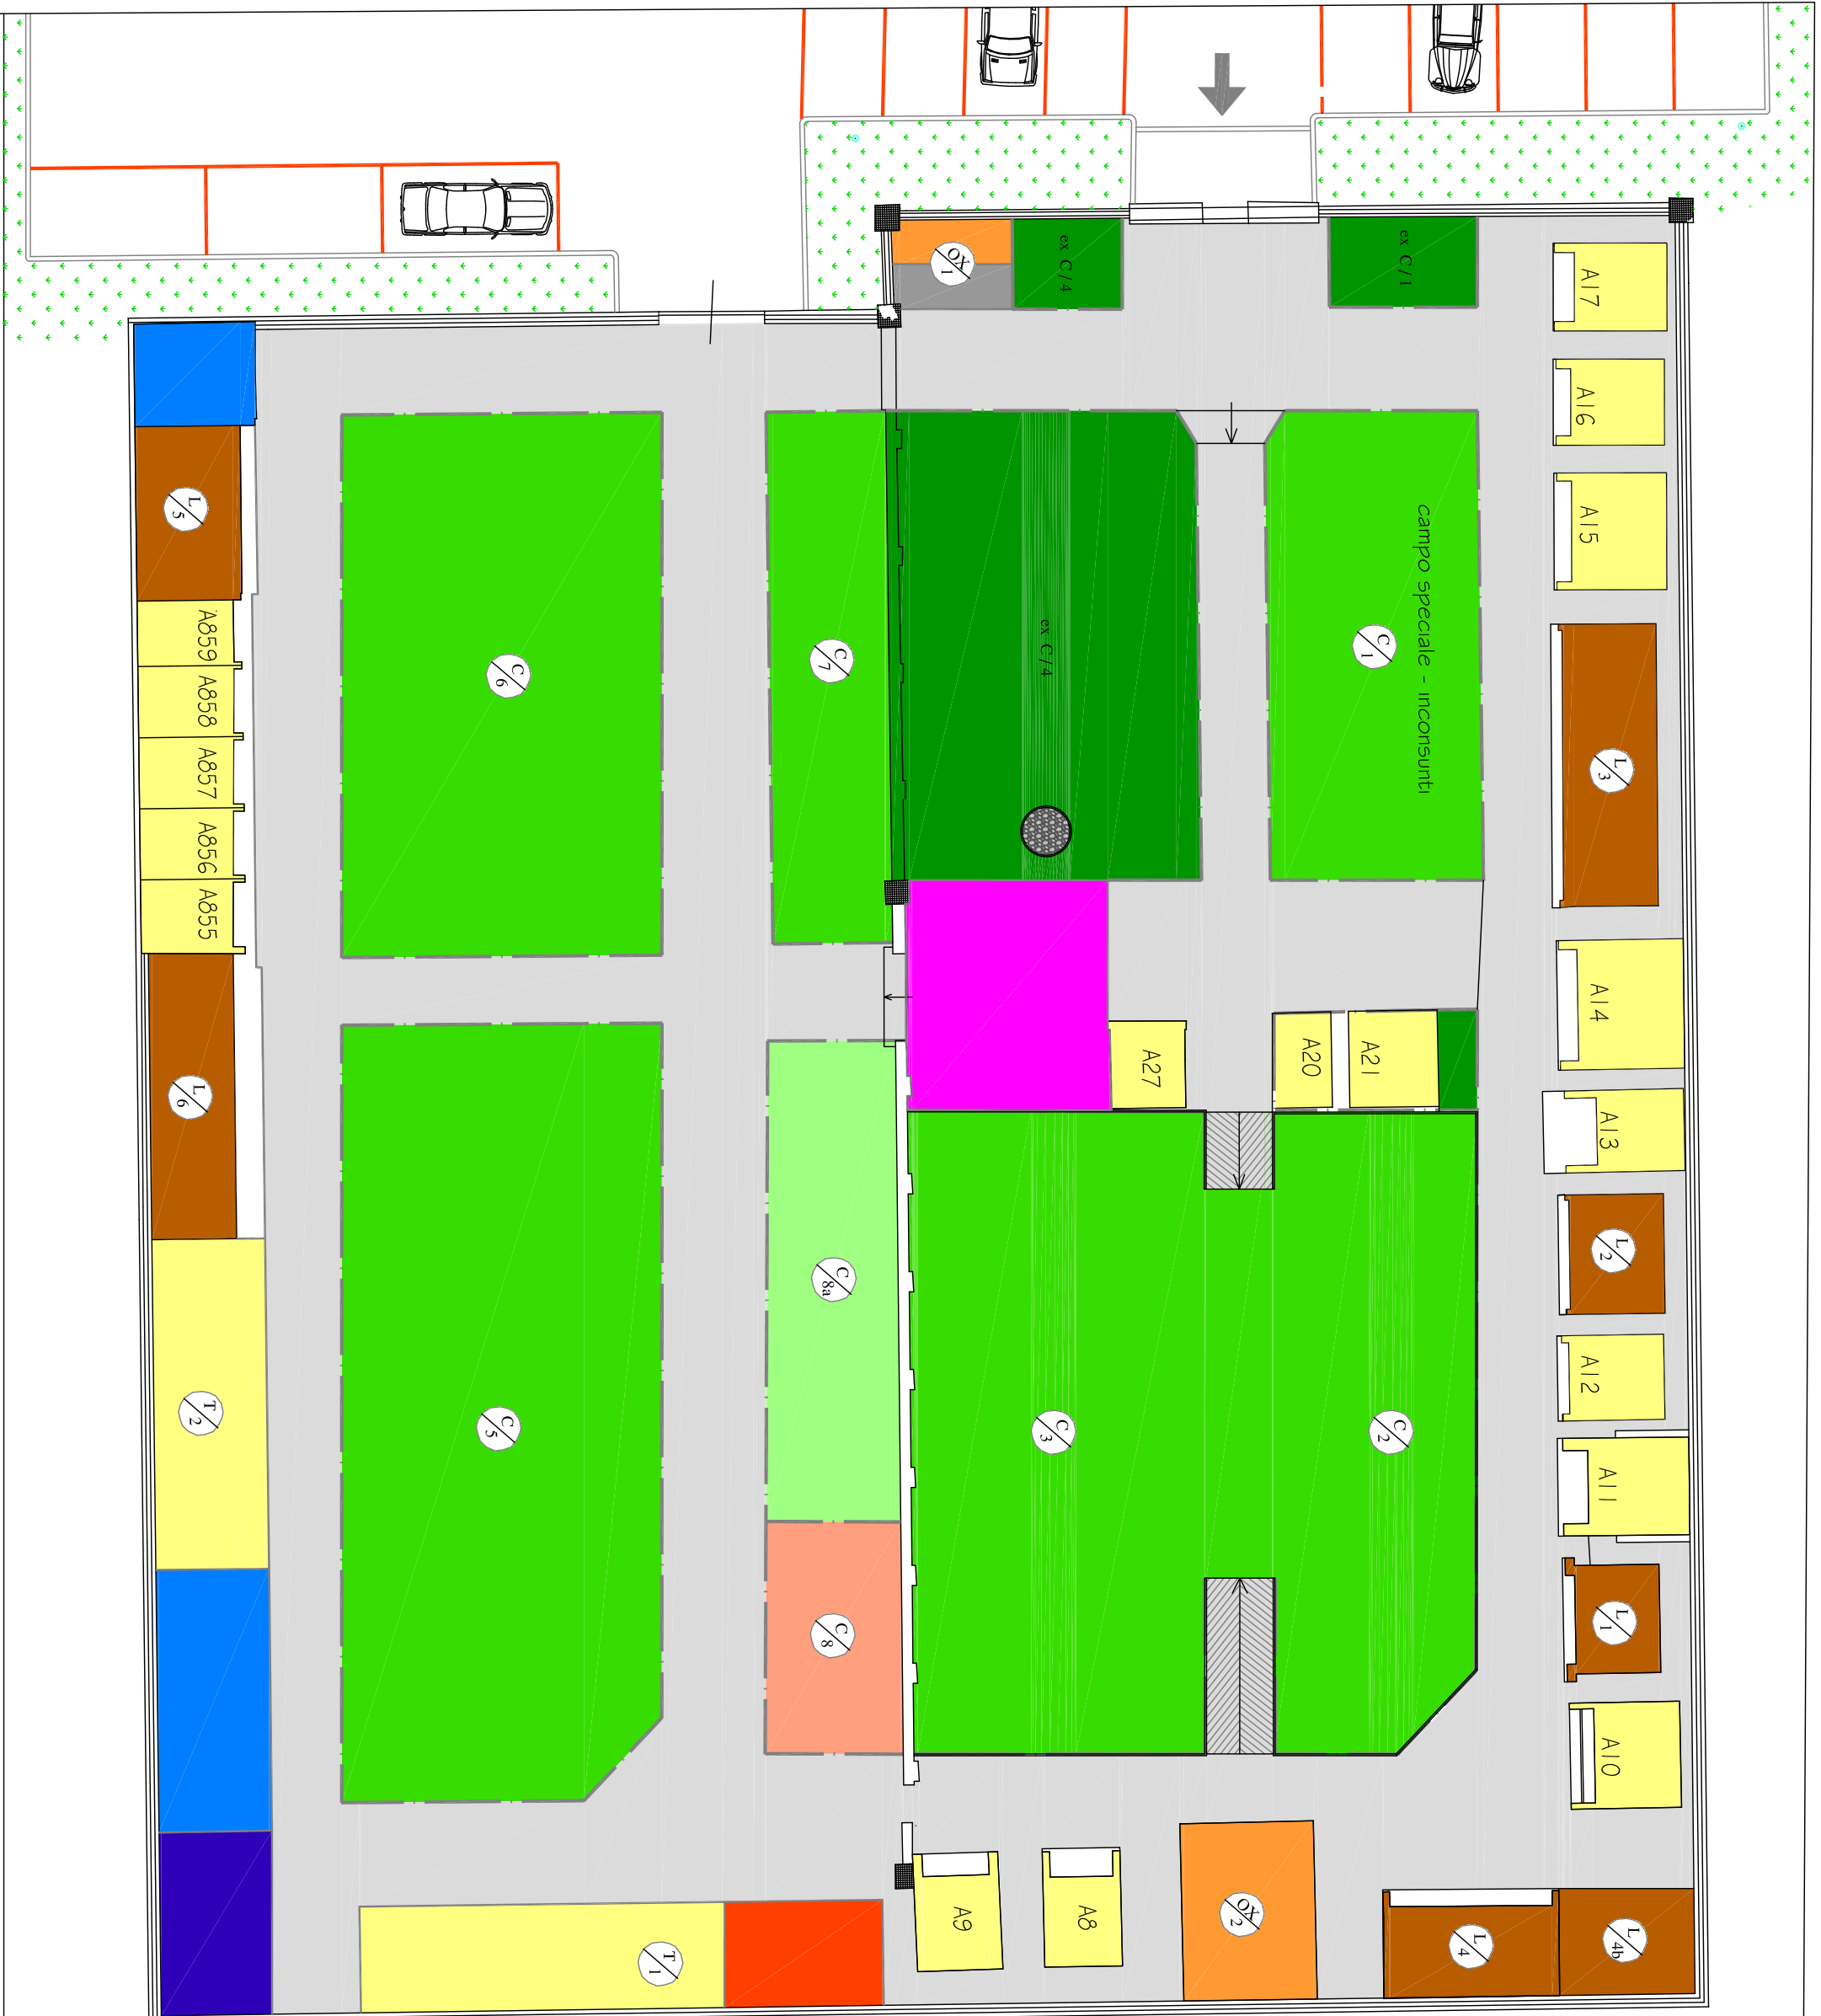 OX
1
ex C/4
ex C/1
A17
A16
A15
L
5
A859
A858
A857
A856
A855
C
6
C
7
ex C/4
C
1
campo speciale - inconsunti
L
3
A14
A27
A20
A21
A13
L
6
L
2
C
8a
A12
T
2
C
5
C
3
C
2
A11
C
8
L
1
A10
A9
A8
OX
2
L
4
L
4b
T
1